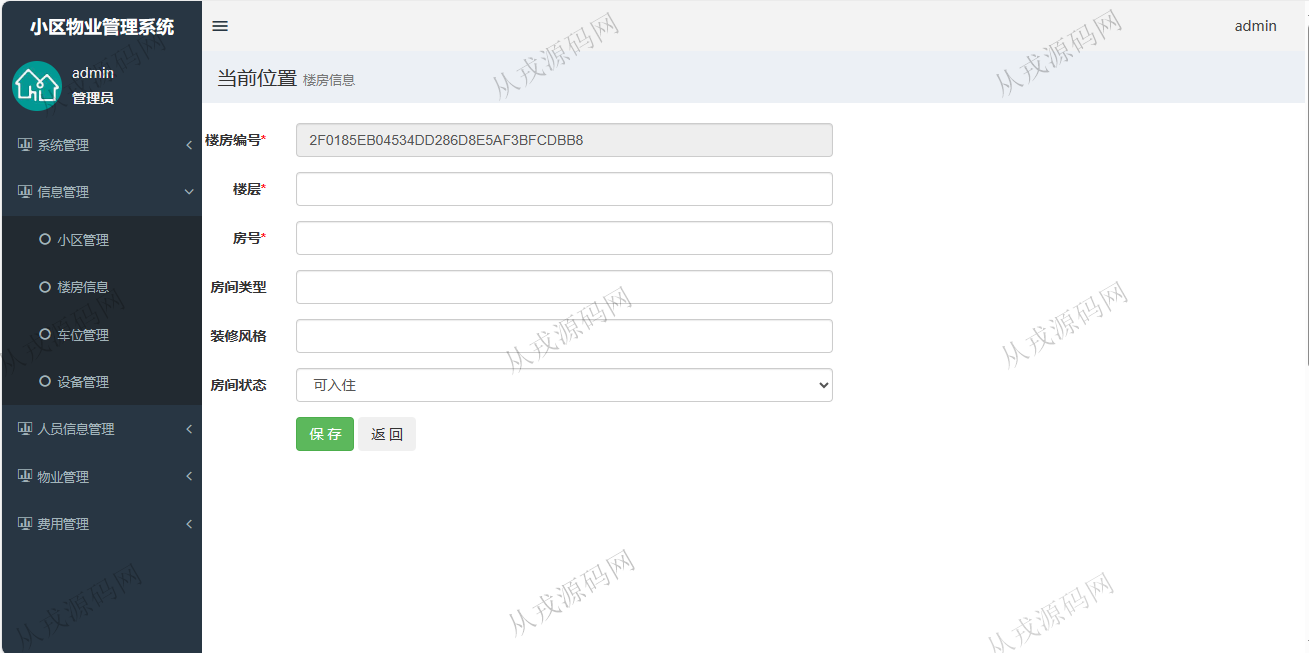 小区物业管理系统
admin
admin
管理员
当前位置 楼房信息
系统管理
信息管理
小区管理
楼房信息
车位管理
设备管理
人员信息管理
物业管理
费用管理
楼房编号* 2F0185EB04534DD286D8E5AF3BFCDBB8
楼层*
房号*
房间类型
装修风格
房间状态 可入住
保 存 返 回
从戎源码网
从戎源码网
从戎源码网
从戎源码网
从戎源码网
从戎源码网
从戎源码网
从戎源码网
从戎源码网